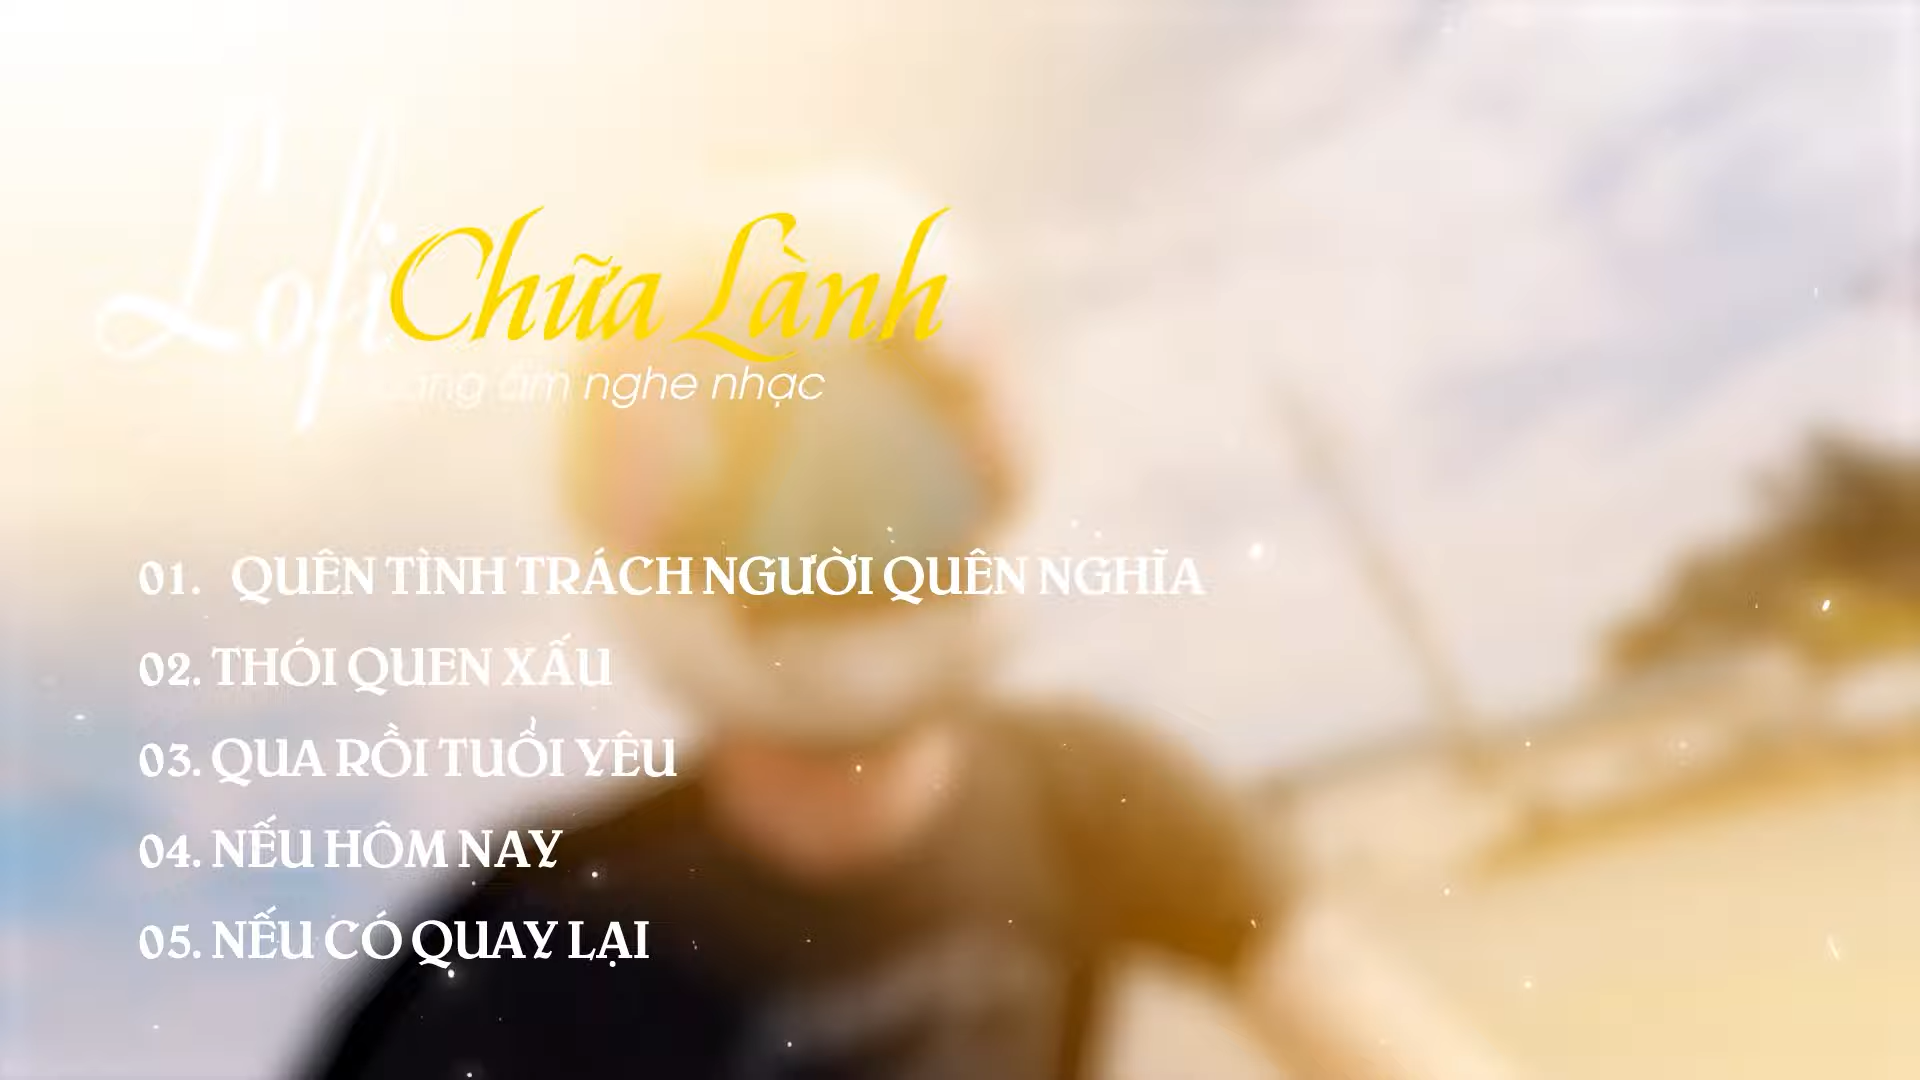 Lofi Chữa Lành
nghe nhạc
01. QUÊN TÌNH TRÁCH NGƯỜI QUÊN NGHĨA
02. THÓI QUEN XẤU
03. QUA RỒI TUỔI YÊU
04. NẾU HÔM NAY
05. NẾU CÓ QUAY LẠI